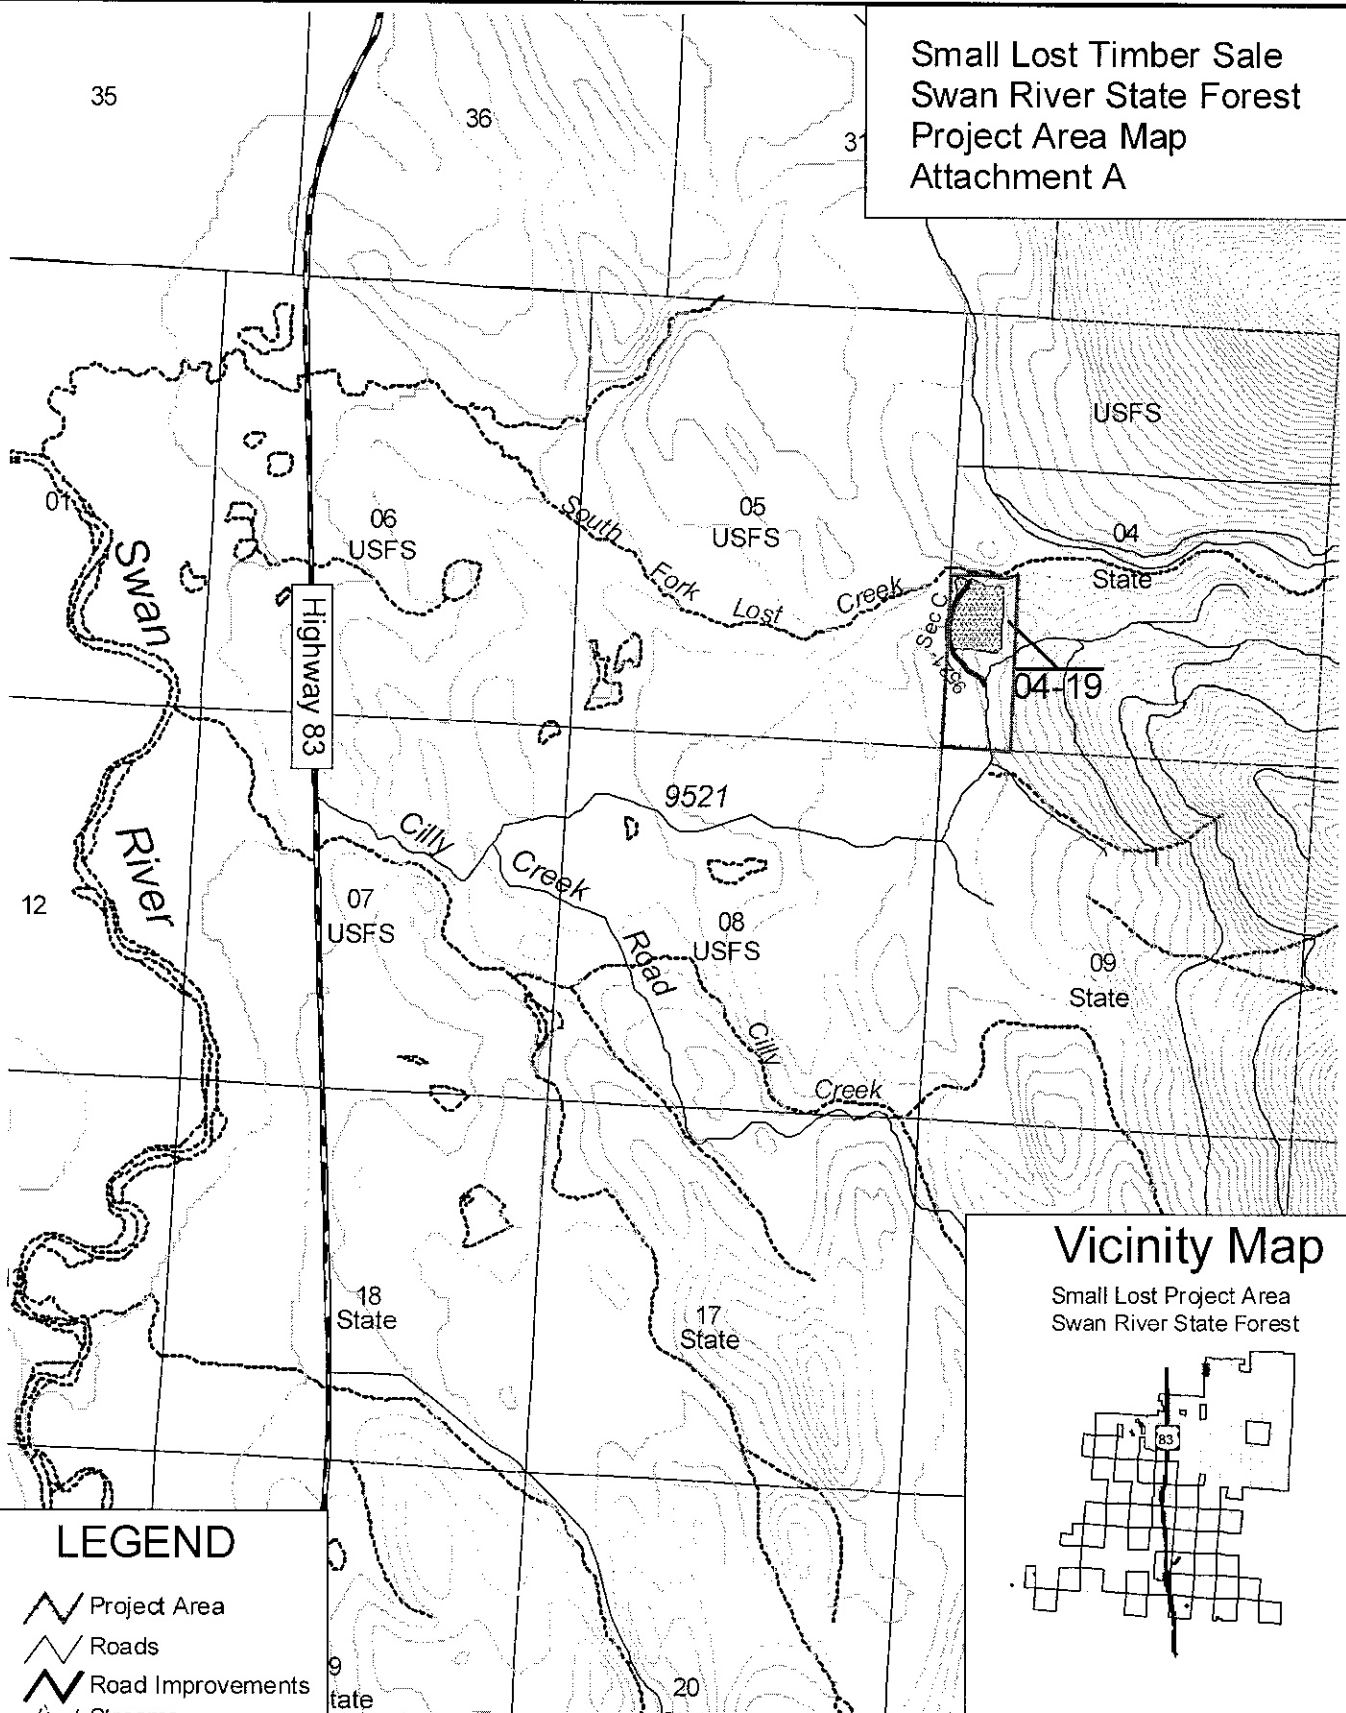 Small Lost Timber Sale
Swan River State Forest
Project Area Map
Attachment A
35
36
31
USFS
01
06
USFS
05
USFS
04
State
South Fork Lost Creek
Swan River
Highway 83
Sec C
04-19
9521
Cilly Creek Road
12
07
USFS
08
USFS
09
State
Cilly Creek
18
State
17
State
Vicinity Map
Small Lost Project Area
Swan River State Forest
83
LEGEND
Project Area
Roads
Road Improvements
9
tate
20